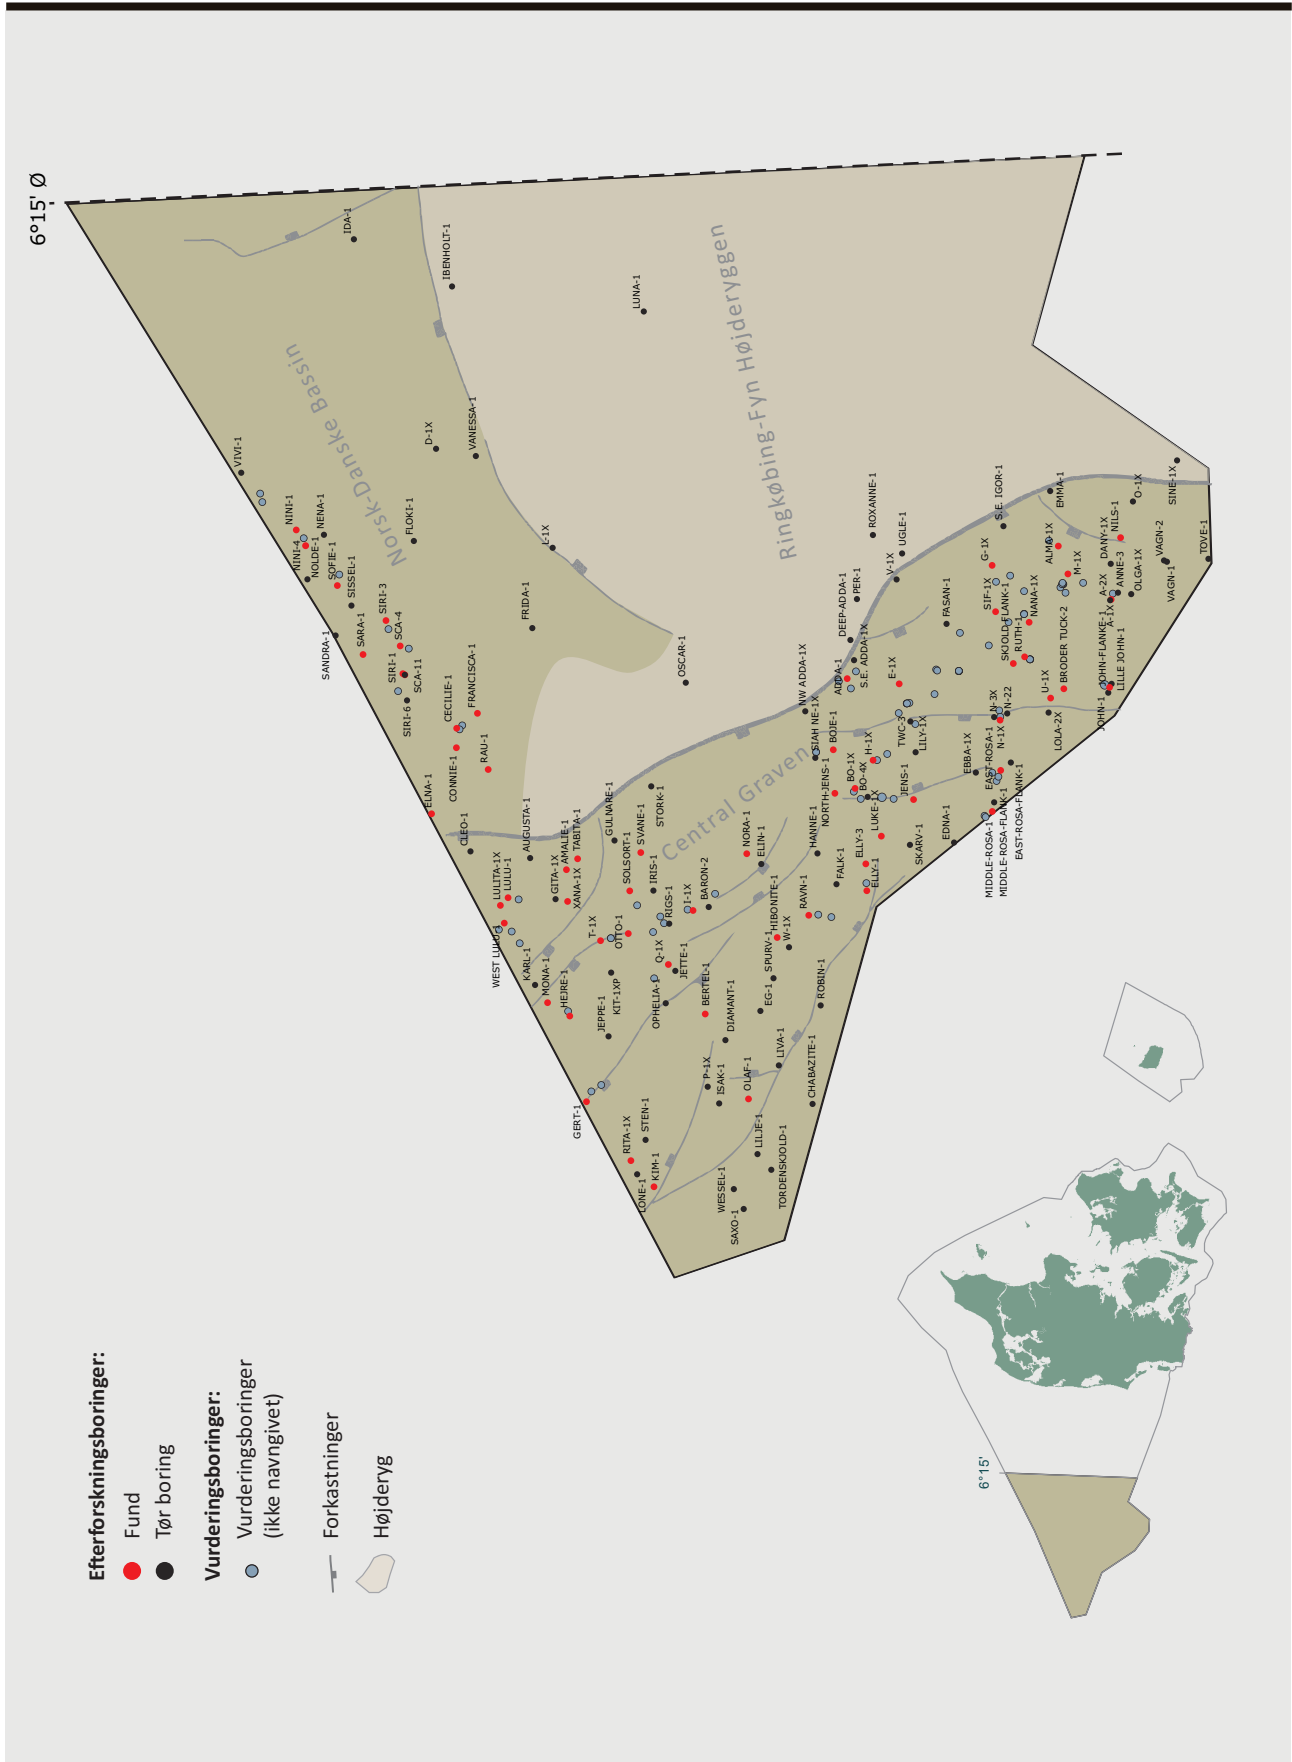 6°15' Ø
IDA-1
IBENHOLT-1
LUNA-1
Norsk-Danske Bassin
Ringkøbing-Fyn Højderyggen
Central Graven
VIVI-1
D-1X
VANESSA-1
NINI-1
NENA-1
NINI-4
NOLDE-1
SOFIE-1
SISSEL-1
FLOKI-1
L-1X
SANDRA-1
SARA-1
SIRI-3
SCA-4
SIRI-1
SCA-11
SIRI-6
FRIDA-1
OSCAR-1
CECILIE-1
FRANCISCA-1
CONNIE-1
RAU-1
ELNA-1
CLEO-1
AUGUSTA-1
GULNARE-1
STORK-1
LULITA-1X
LULU-1
GITA-1X
AMALIE-1
TABITA-1
XANA-1X
SOLSORT-1
SVANE-1
IRIS-1
WEST LULU-1
KARL-1
MONA-1
HEJRE-1
T-1X
OTTO-1
RIGS-1
I-1X
BARON-2
NORA-1
ELIN-1
HANNE-1
FALK-1
JEPPE-1
KIT-1XP
Q-1X
JETTE-1
OPHELIA-1
BERTEL-1
DIAMANT-1
EG-1
SPURV-1
HIBONITE-1
W-1X
RAVN-1
ROBIN-1
GERT-1
RITA-1X
STEN-1
LONE-1
KIM-1
P-1X
ISAK-1
OLAF-1
LIVA-1
CHABAZITE-1
LILJE-1
TORDENSKJOLD-1
WESSEL-1
SAXO-1
ROXANNE-1
UGLE-1
V-1X
PER-1
DEEP-ADDA-1
S.E. ADDA-1X
ADDA-1
NW ADDA-1X
SIAH NE-1X
BOJE-1
NORTH-JENS-1
BO-1X
BO-4X
H-1X
E-1X
TWC-3
LILY-1X
JENS-1
LUKE-1X
ELLY-3
ELLY-1
SKARV-1
EDNA-1
FASAN-1
S.E. IGOR-1
G-1X
SIF-1X
SKJOLD-FLANK-1
RUTH-1
NANA-1X
EMMA-1
ALMA-1X
M-1X
BRODER TUCK-2
U-1X
LOLA-2X
N-3X
N-22
N-1X
EBBA-1X
EAST-ROSA-1
MIDDLE-ROSA-1
MIDDLE-ROSA-FLANK-1
EAST-ROSA-FLANK-1
O-1X
SINE-1X
DANY-1X
NILS-1
A-2X
ANNE-3
A-1X
OLGA-1X
VAGN-2
VAGN-1
TOVE-1
JOHN-FLANKE-1
LILLE JOHN-1
JOHN-1
Efterforskningsboringer:
Fund
Tør boring
Vurderingsboringer:
Vurderingsboringer
(ikke navngivet)
Forkastninger
Højderyg
6°15'